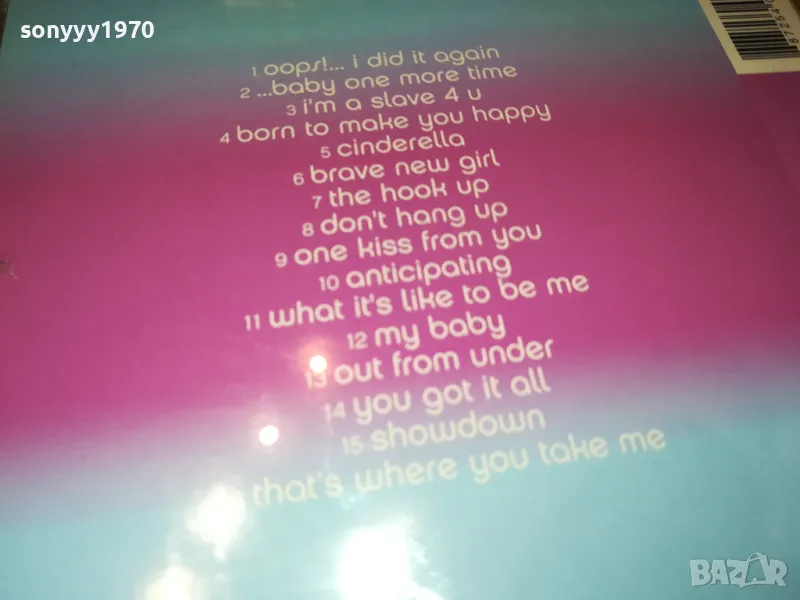 sonyyy1970
1 oops!... i did it again
2 ...baby one more time
3 i'm a slave 4 u
4 born to make you happy
5 cinderella
6 brave new girl
7 the hook up
8 don't hang up
9 one kiss from you
10 anticipating
11 what it's like to be me
12 my baby
13 out from under
14 you got it all
15 showdown
that's where you take me
BAZAR